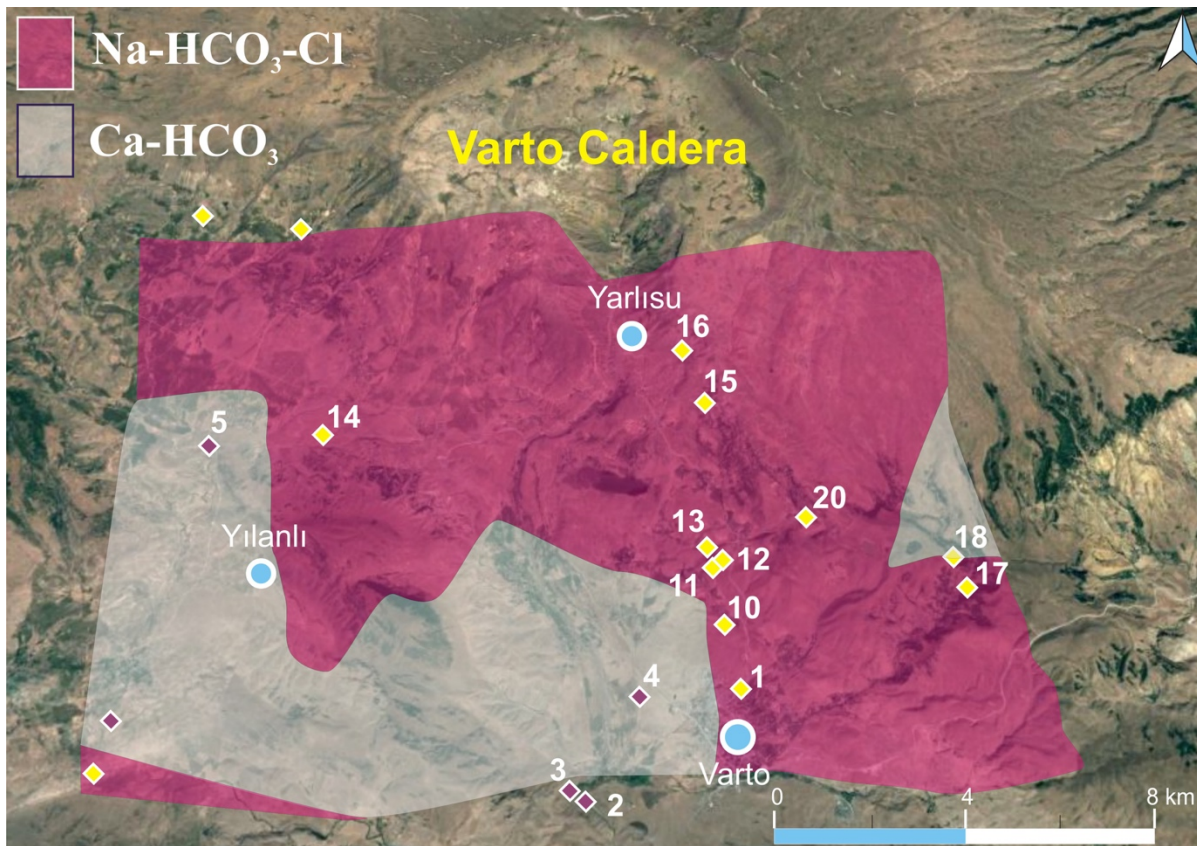 Na-HCO₃-Cl
Ca-HCO₃
Varto Caldera
Yarlısu
16
15
5
14
20
13
18
Yılanlı
12
11
17
10
4
1
Varto
3
2
0
4
8 km